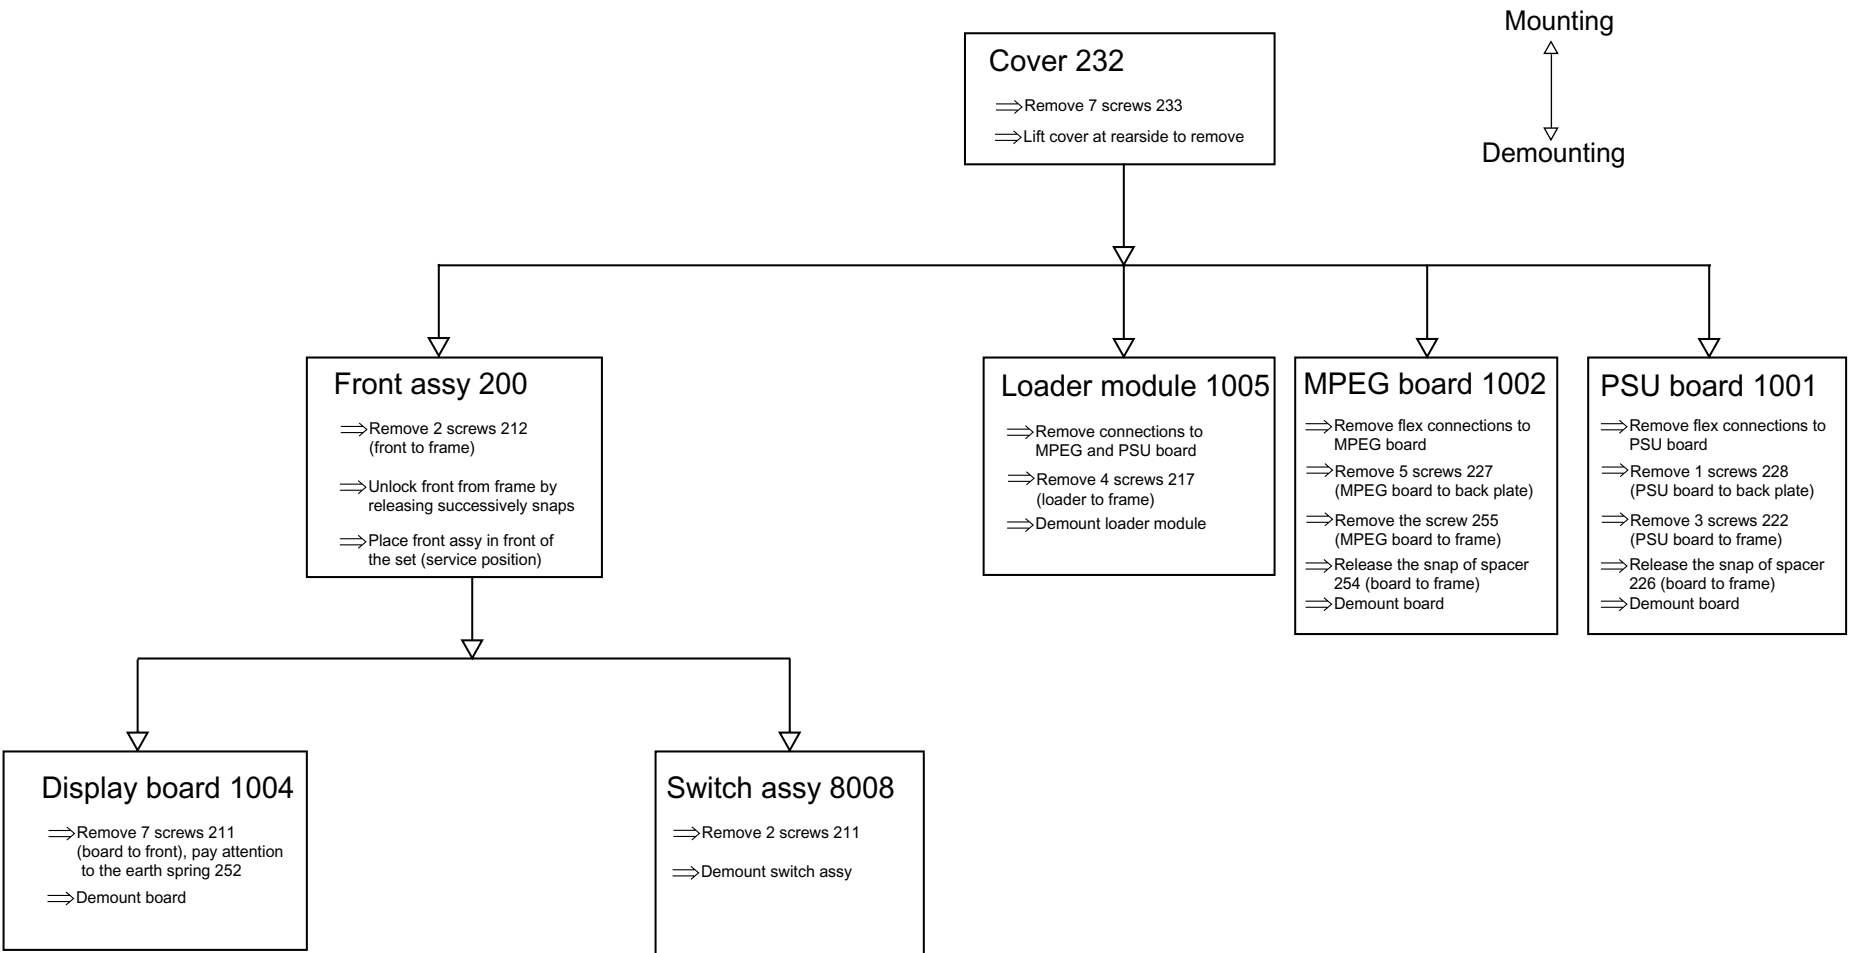 Mounting
Demounting
Cover 232
Remove 7 screws 233
Lift cover at rearside to remove
Front assy 200
Remove 2 screws 212
(front to frame)
Unlock front from frame by
releasing successively snaps
Place front assy in front of
the set (service position)
Loader module 1005
Remove connections to
MPEG and PSU board
Remove 4 screws 217
(loader to frame)
Demount loader module
MPEG board 1002
Remove flex connections to
MPEG board
Remove 5 screws 227
(MPEG board to back plate)
Remove the screw 255
(MPEG board to frame)
Release the snap of spacer
254 (board to frame)
Demount board
PSU board 1001
Remove flex connections to
PSU board
Remove 1 screws 228
(PSU board to back plate)
Remove 3 screws 222
(PSU board to frame)
Release the snap of spacer
226 (board to frame)
Demount board
Display board 1004
Remove 7 screws 211
(board to front), pay attention
to the earth spring 252
Demount board
Switch assy 8008
Remove 2 screws 211
Demount switch assy